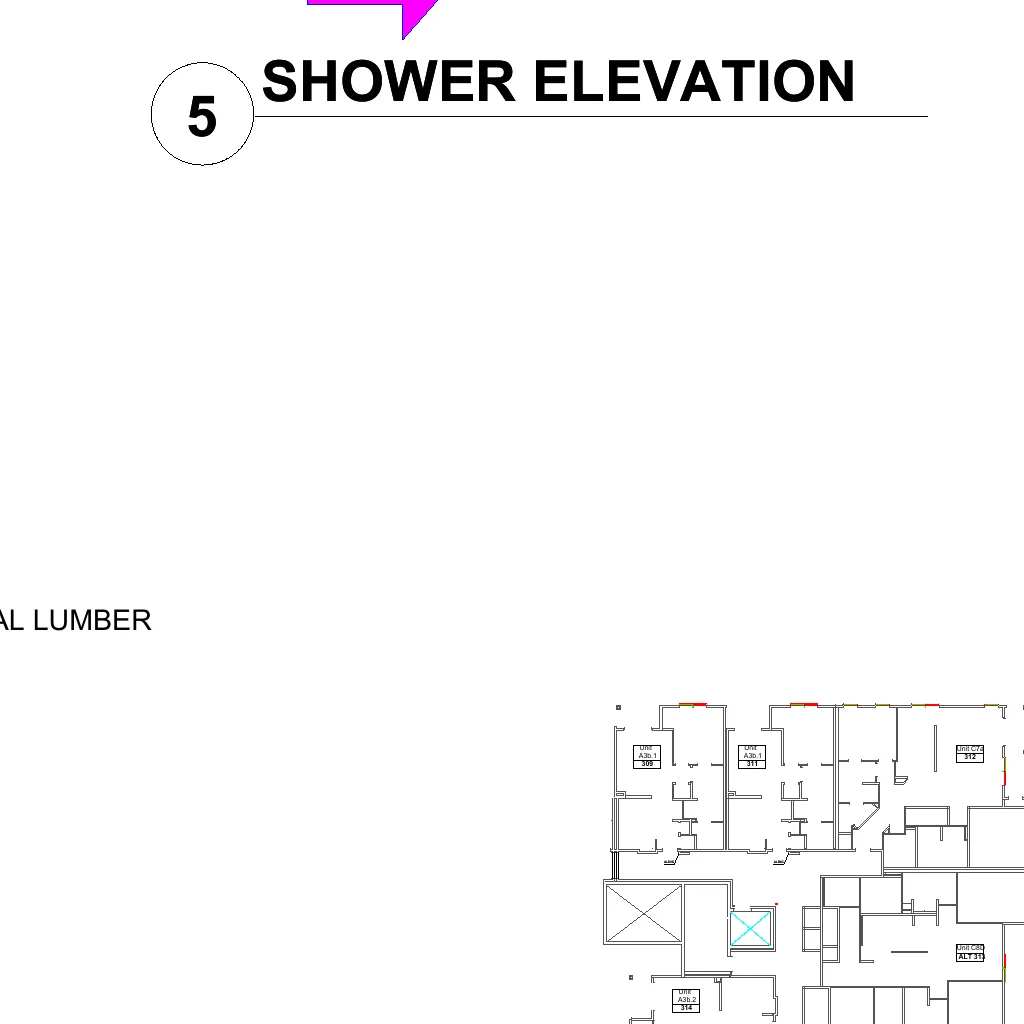 SHOWER ELEVATION
5
AL LUMBER
Unit
A3b.1
309
Unit
A3b.1
311
Unit C7a
312
Unit C8D
ALT 313
Unit
A3b.2
314